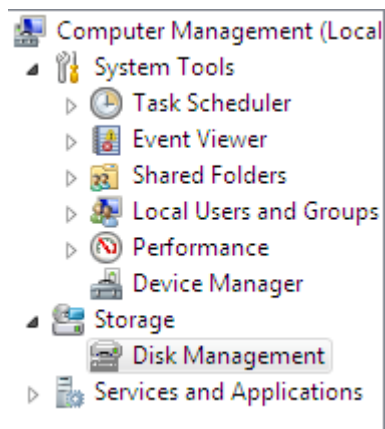 Computer Management (Local
System Tools
Task Scheduler
Event Viewer
Shared Folders
Local Users and Groups
Performance
Device Manager
Storage
Disk Management
Services and Applications